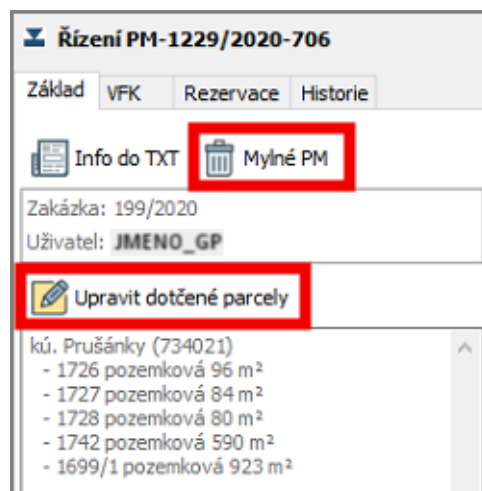 Řízení PM-1229/2020-706
Základ VFK Rezervace Historie
Info do TXT Mylné PM
Zakázka: 199/2020
Uživatel: JMENO_GP
Upravit dotčené parcely
kú. Prušánky (734021)
- 1726 pozemková 96 m²
- 1727 pozemková 84 m²
- 1728 pozemková 80 m²
- 1742 pozemková 590 m²
- 1699/1 pozemková 923 m²